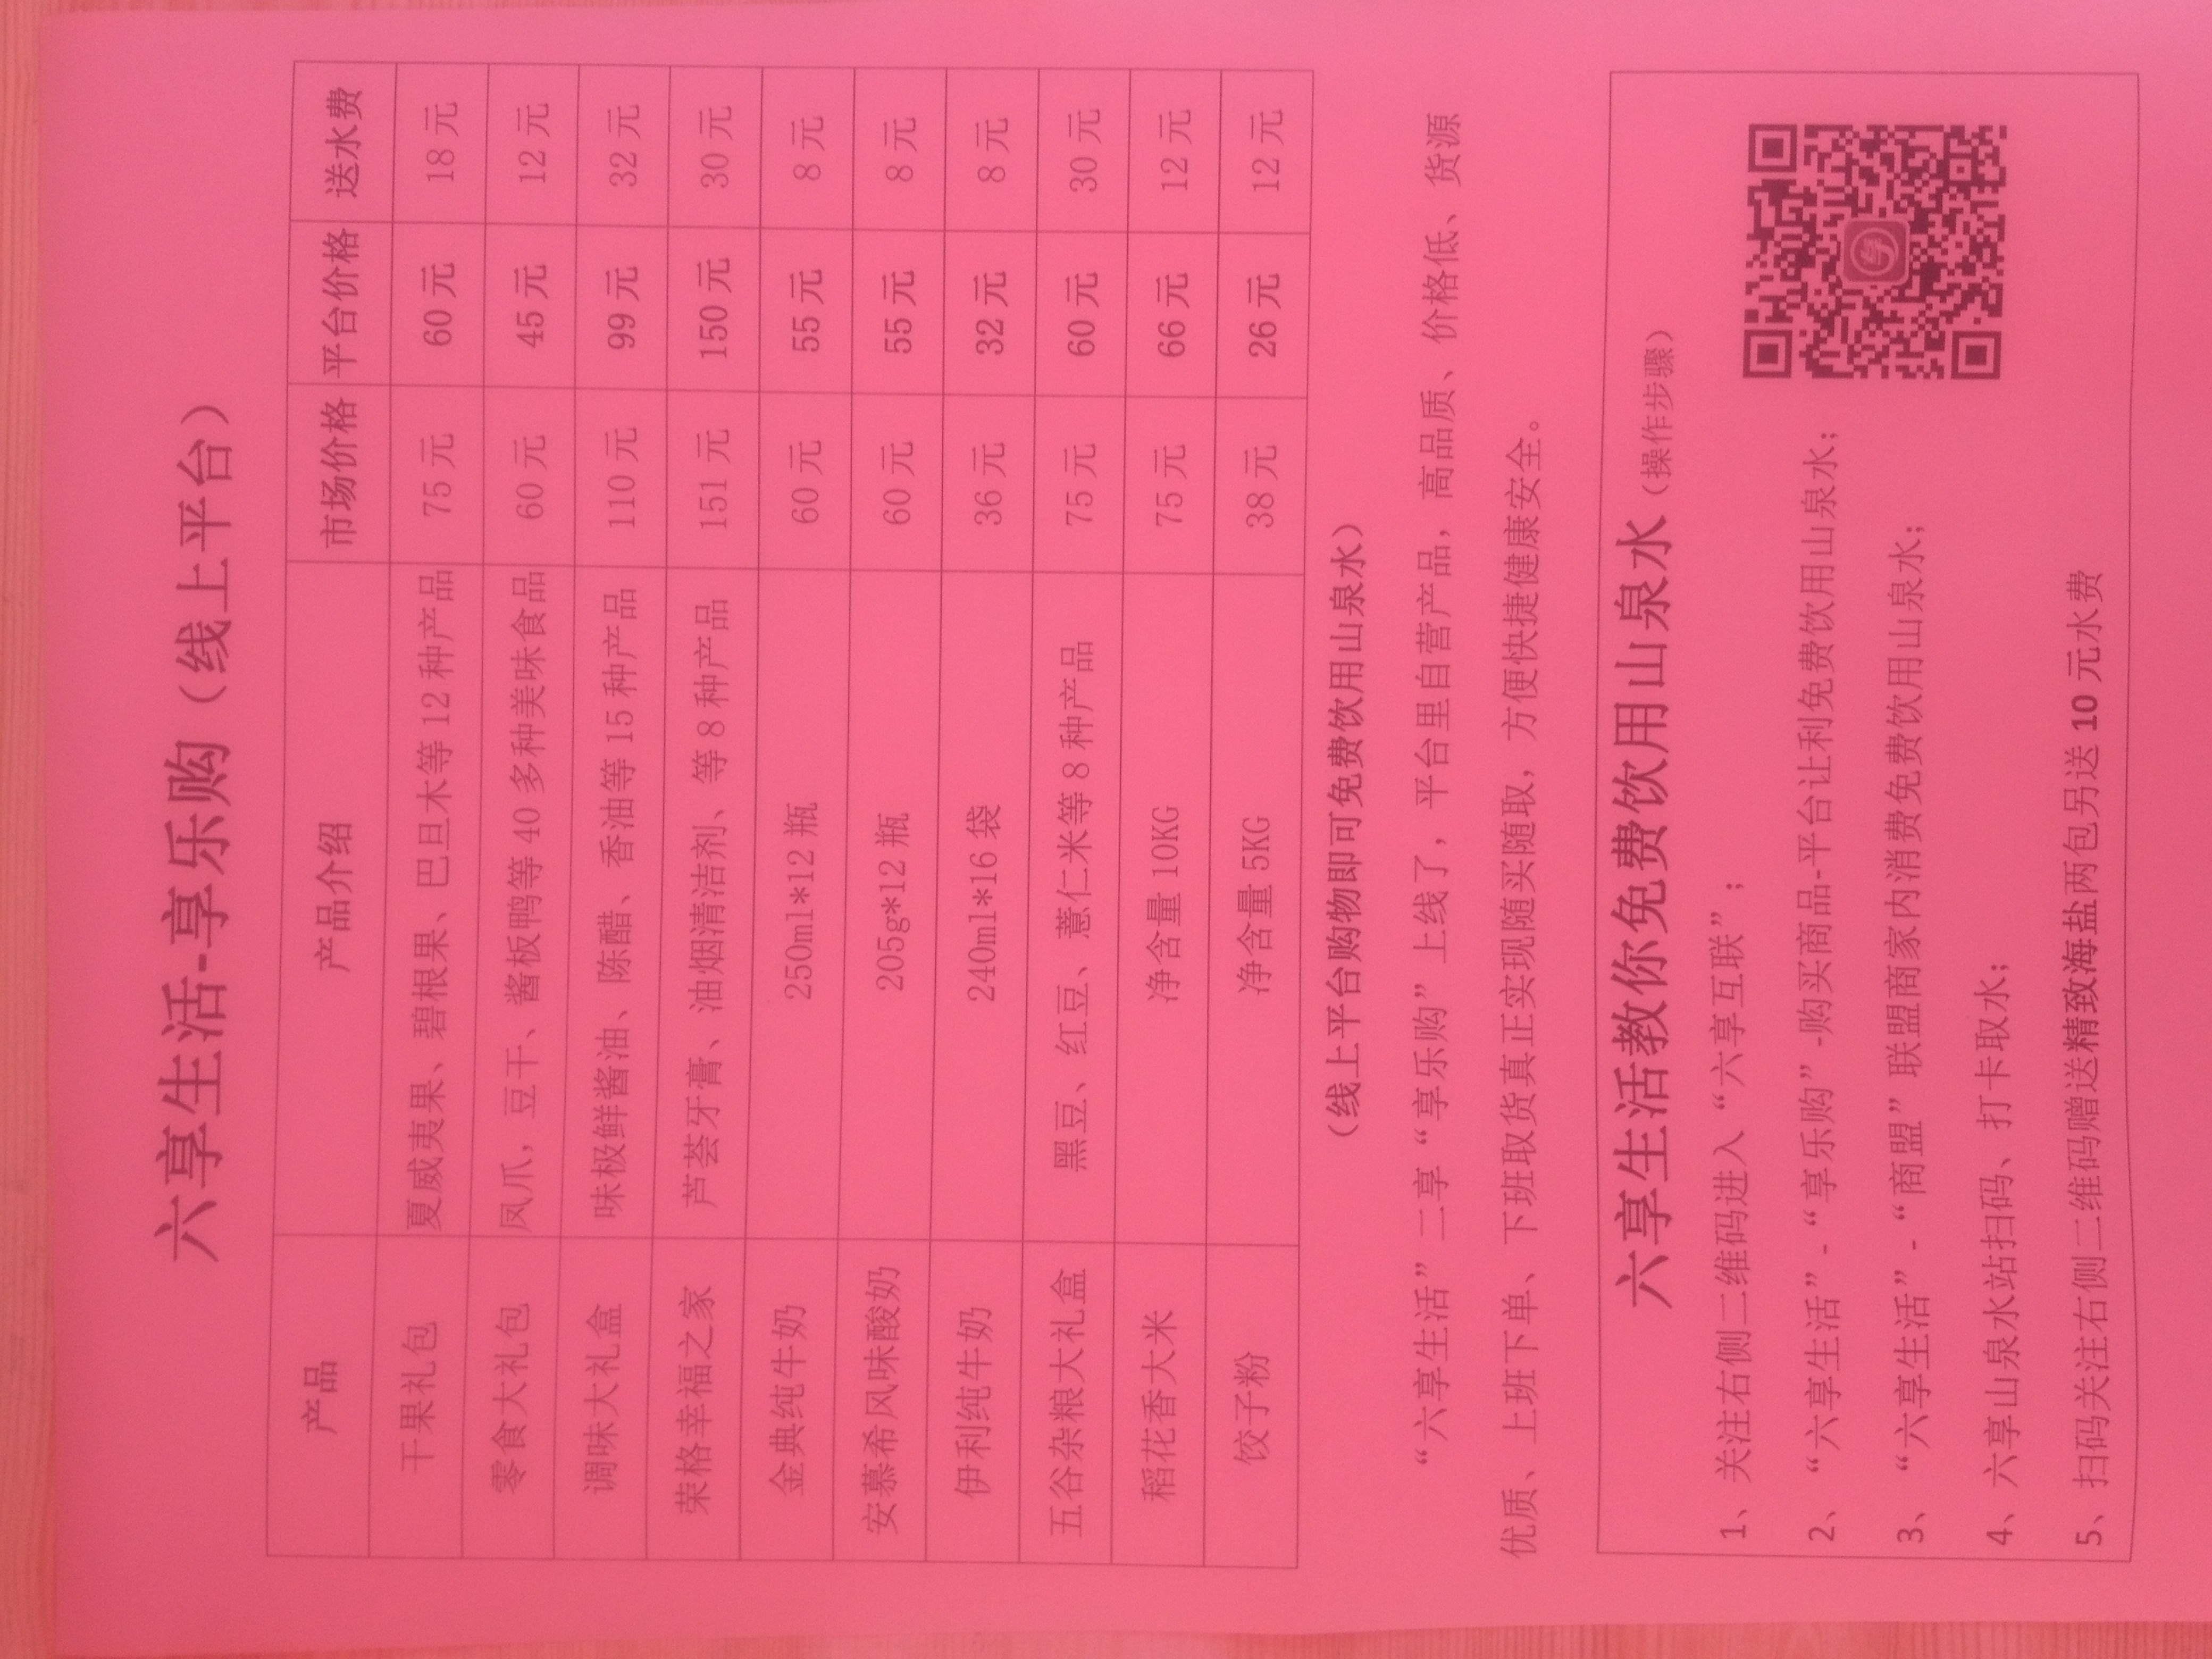 六享生活-享乐购（线上平台）
产品 产品介绍 市场价格 平台价格 送水费
干果礼包 夏威夷果、碧根果、巴旦木等 12 种产品 75 元 60 元 18 元
零食大礼包 凤爪，豆干、酱板鸭等 40 多种美味食品 60 元 45 元 12 元
调味大礼盒 味极鲜酱油、陈醋、香油等 15 种产品 110 元 99 元 32 元
荣格幸福之家 芦荟牙膏、油烟清洁剂、等 8 种产品 151 元 150 元 30 元
金典纯牛奶 250ml*12 瓶 60 元 55 元 8 元
安慕希风味酸奶 205g*12 瓶 60 元 55 元 8 元
伊利纯牛奶 240ml*16 袋 36 元 32 元 8 元
五谷杂粮大礼盒 黑豆、红豆、薏仁米等 8 种产品 75 元 60 元 30 元
稻花香大米 净含量 10KG 75 元 66 元 12 元
饺子粉 净含量 5KG 38 元 26 元 12 元
（线上平台购物即可免费饮用山泉水）
“六享生活”二享“享乐购”上线了，平台里自营产品，高品质、价格低、货源
优质、上班下单、下班取货真正实现随买随取，方便快捷健康安全。
六享生活教你免费饮用山泉水（操作步骤）
1、关注右侧二维码进入“六享互联”；
2、“六享生活”-“享乐购”-购买商品-平台让利免费饮用山泉水；
3、“六享生活”-“商盟”联盟商家内消费免费饮用山泉水；
4、六享山泉水站扫码、打卡取水；
5、扫码关注右侧二维码赠送精致海盐两包另送 10 元水费